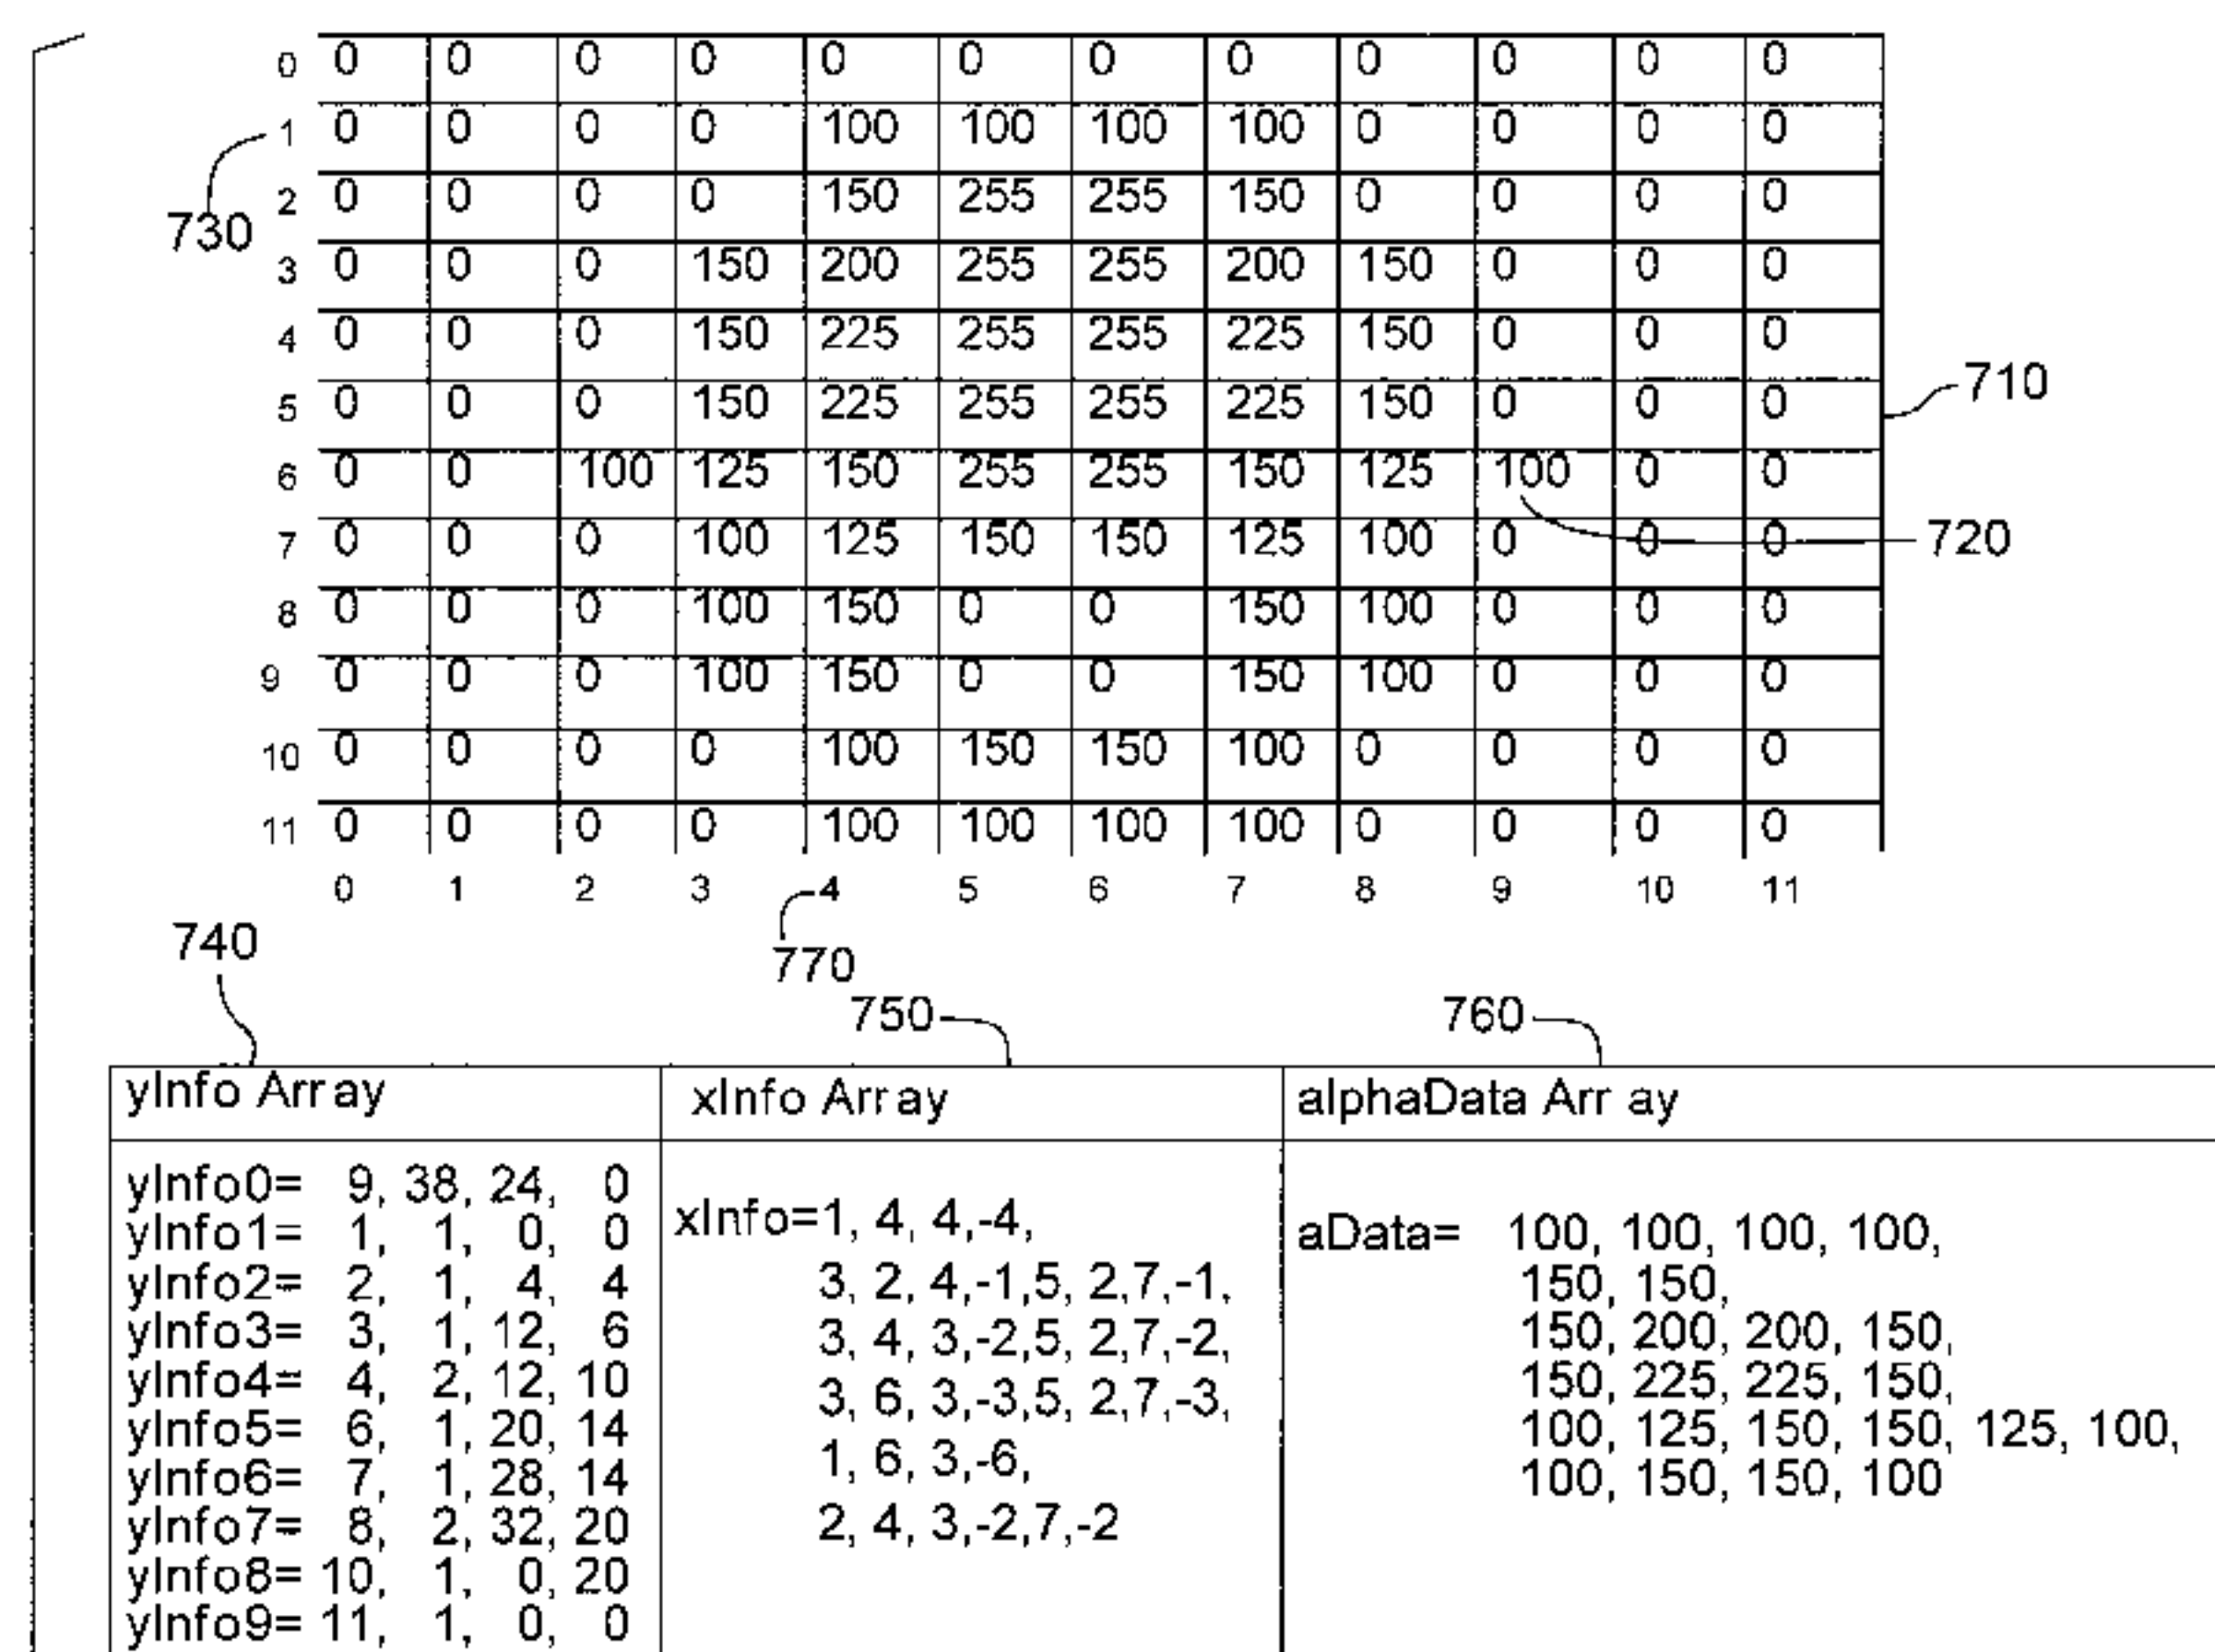 0 0 0 0 0 0 0 0 0 0 0 0 0
1 0 0 0 0 100 100 100 100 0 0 0 0
2 0 0 0 0 150 255 255 150 0 0 0 0
730
3 0 0 0 150 200 255 255 200 150 0 0 0
4 0 0 0 150 225 255 255 225 150 0 0 0
710
5 0 0 0 150 225 255 255 225 150 0 0 0
6 0 0 100 125 150 255 255 150 125 100 0 0
7 0 0 0 100 125 150 150 125 100 0 0 0
720
8 0 0 0 100 150 0 0 150 100 0 0 0
9 0 0 0 100 150 0 0 150 100 0 0 0
10 0 0 0 0 100 150 150 100 0 0 0 0
11 0 0 0 0 100 100 100 100 0 0 0 0
0 1 2 3 4 5 6 7 8 9 10 11
740
770
750
760
yInfo Array
yInfo0= 9, 38, 24, 0
yInfo1= 1, 1, 0, 0
yInfo2= 2, 1, 4, 4
yInfo3= 3, 1, 12, 6
yInfo4= 4, 2, 12, 10
yInfo5= 6, 1, 20, 14
yInfo6= 7, 1, 28, 14
yInfo7= 8, 2, 32, 20
yInfo8= 10, 1, 0, 20
yInfo9= 11, 1, 0, 0
xInfo Array
xInfo=1, 4, 4,-4,
3, 2, 4,-1,5, 2,7,-1,
3, 4, 3,-2,5, 2,7,-2,
3, 6, 3,-3,5, 2,7,-3,
1, 6, 3,-6,
2, 4, 3,-2,7,-2
alphaData Arr ay
aData= 100, 100, 100, 100,
150, 150,
150, 200, 200, 150,
150, 225, 225, 150,
100, 125, 150, 150, 125, 100,
100, 150, 150, 100